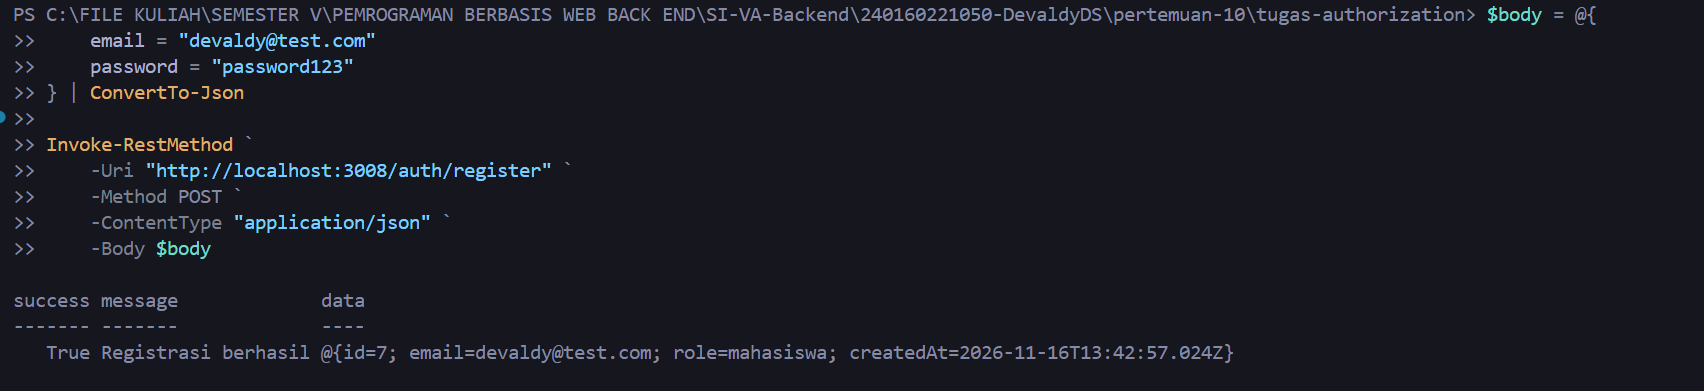 PS C:\FILE KULIAH\SEMESTER V\PEMROGRAMAN BERBASIS WEB BACK END\SI-VA-Backend\240160221050-DevaldyDS\pertemuan-10\tugas-authorization> $body = @{
>>     email = "devaldy@test.com"
>>     password = "password123"
>> } | ConvertTo-Json
>>
>> Invoke-RestMethod `
>>     -Uri "http://localhost:3008/auth/register" `
>>     -Method POST `
>>     -ContentType "application/json" `
>>     -Body $body
success message             data
------- -------             ----
   True Registrasi berhasil @{id=7; email=devaldy@test.com; role=mahasiswa; createdAt=2026-11-16T13:42:57.024Z}